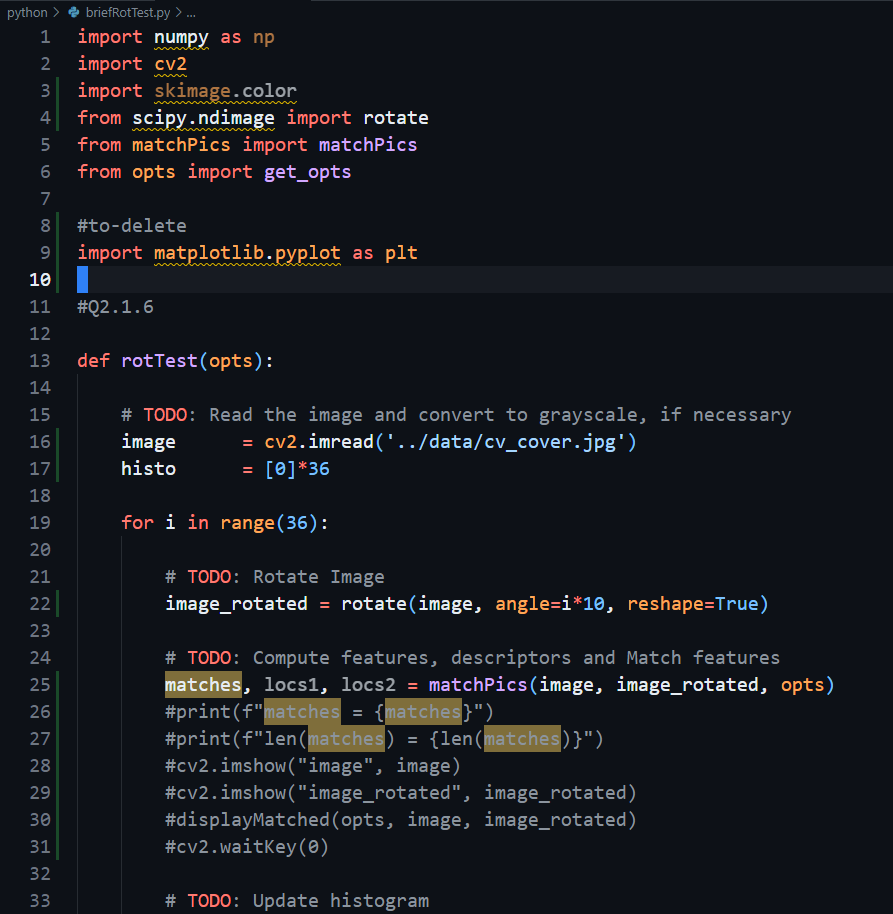 python > briefRotTest.py > ...
1 import numpy as np
2 import cv2
3 import skimage.color
4 from scipy.ndimage import rotate
5 from matchPics import matchPics
6 from opts import get_opts
7
8 #to-delete
9 import matplotlib.pyplot as plt
10
11 #Q2.1.6
12
13 def rotTest(opts):
14
15     # TODO: Read the image and convert to grayscale, if necessary
16     image      = cv2.imread('../data/cv_cover.jpg')
17     histo      = [0]*36
18
19     for i in range(36):
20
21         # TODO: Rotate Image
22         image_rotated = rotate(image, angle=i*10, reshape=True)
23
24         # TODO: Compute features, descriptors and Match features
25         matches, locs1, locs2 = matchPics(image, image_rotated, opts)
26         #print(f"matches = {matches}")
27         #print(f"len(matches) = {len(matches)}")
28         #cv2.imshow("image", image)
29         #cv2.imshow("image_rotated", image_rotated)
30         #displayMatched(opts, image, image_rotated)
31         #cv2.waitKey(0)
32
33         # TODO: Update histogram